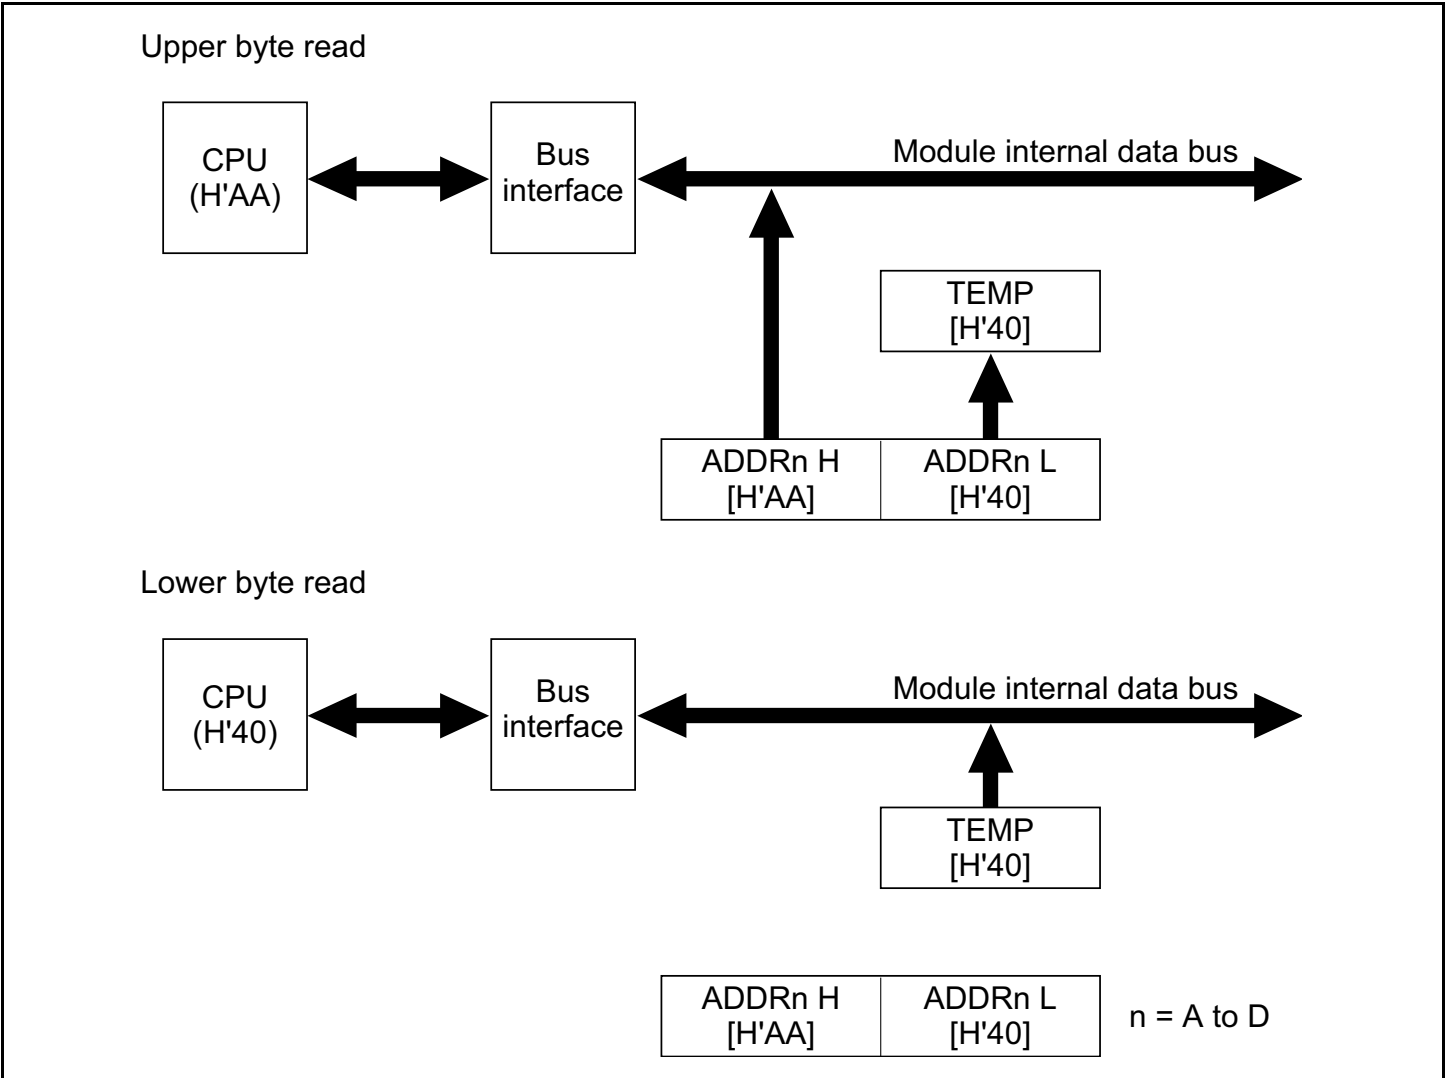 Upper byte read
CPU
(H'AA)
Bus
interface
Module internal data bus
TEMP
[H'40]
ADDRn H
[H'AA]
ADDRn L
[H'40]
Lower byte read
CPU
(H'40)
Bus
interface
Module internal data bus
TEMP
[H'40]
ADDRn H
[H'AA]
ADDRn L
[H'40]
n = A to D